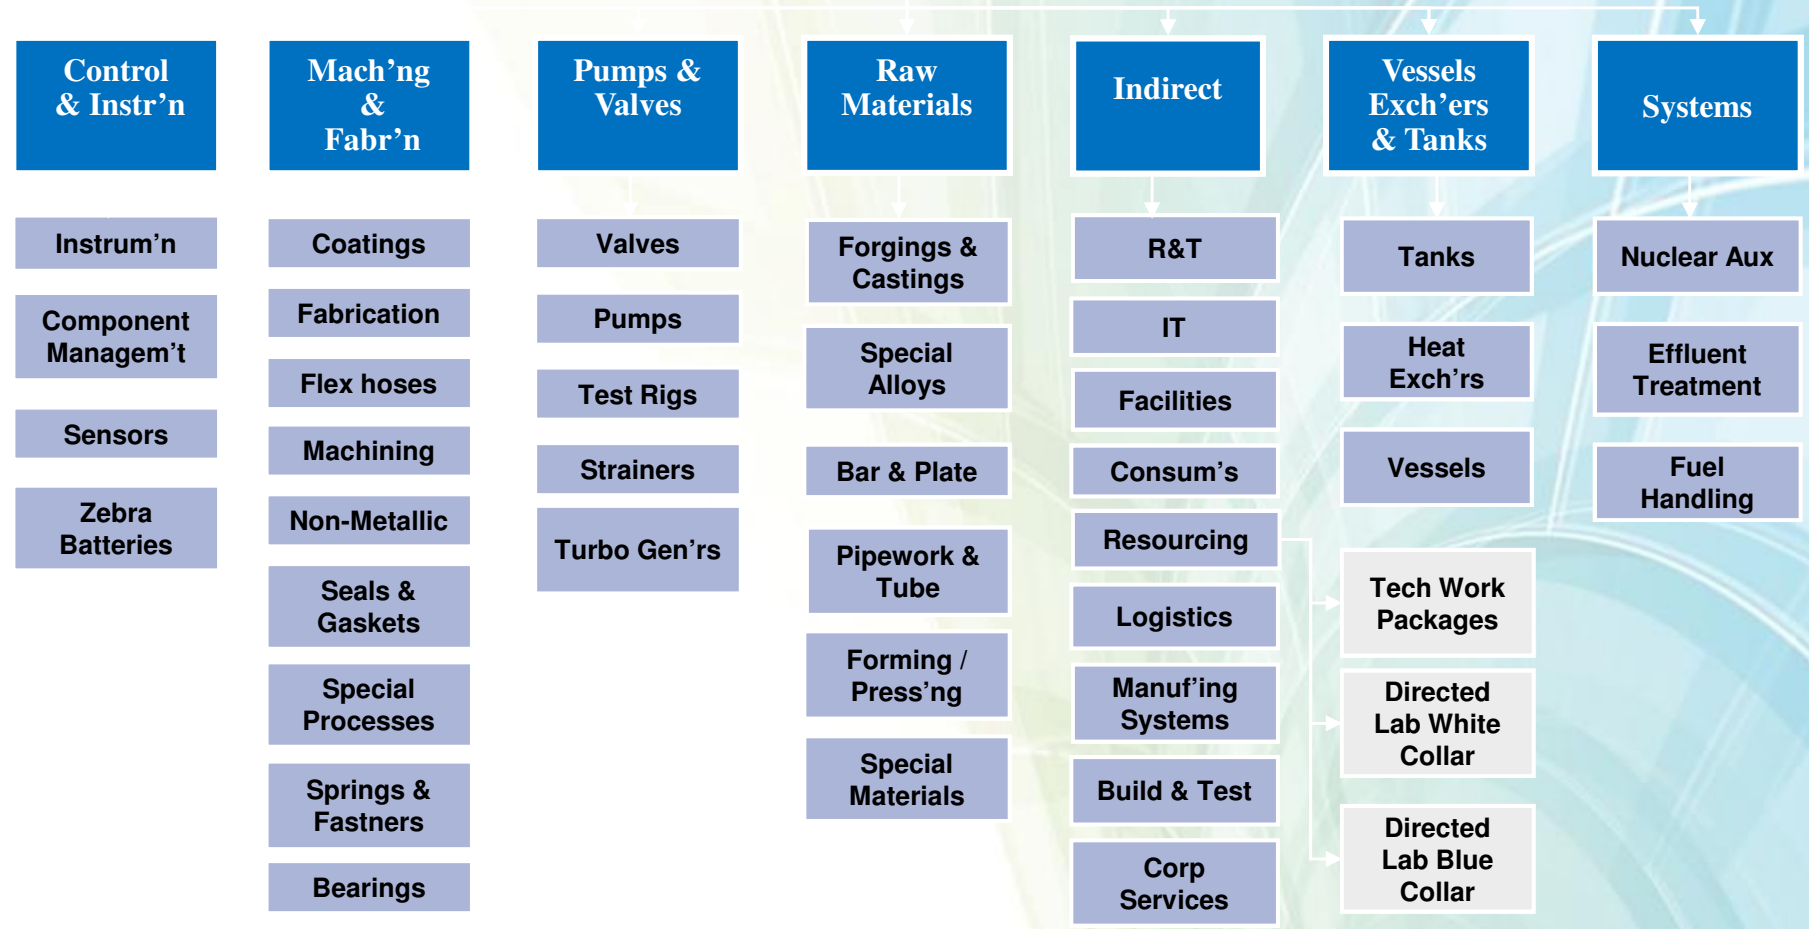 Control
& Instr’n
Mach’ng
&
Fabr’n
Pumps &
Valves
Raw
Materials
Indirect
Vessels
Exch’ers
& Tanks
Systems
Instrum’n
Component
Managem’t
Sensors
Zebra
Batteries
Coatings
Fabrication
Flex hoses
Machining
Non-Metallic
Seals &
Gaskets
Special
Processes
Springs &
Fastners
Bearings
Valves
Pumps
Test Rigs
Strainers
Turbo Gen’rs
Forgings &
Castings
Special
Alloys
Bar & Plate
Pipework &
Tube
Forming /
Press’ng
Special
Materials
R&T
IT
Facilities
Consum’s
Resourcing
Logistics
Manuf’ing
Systems
Build & Test
Corp
Services
Tanks
Heat
Exch’rs
Vessels
Tech Work
Packages
Directed
Lab White
Collar
Directed
Lab Blue
Collar
Nuclear Aux
Effluent
Treatment
Fuel
Handling